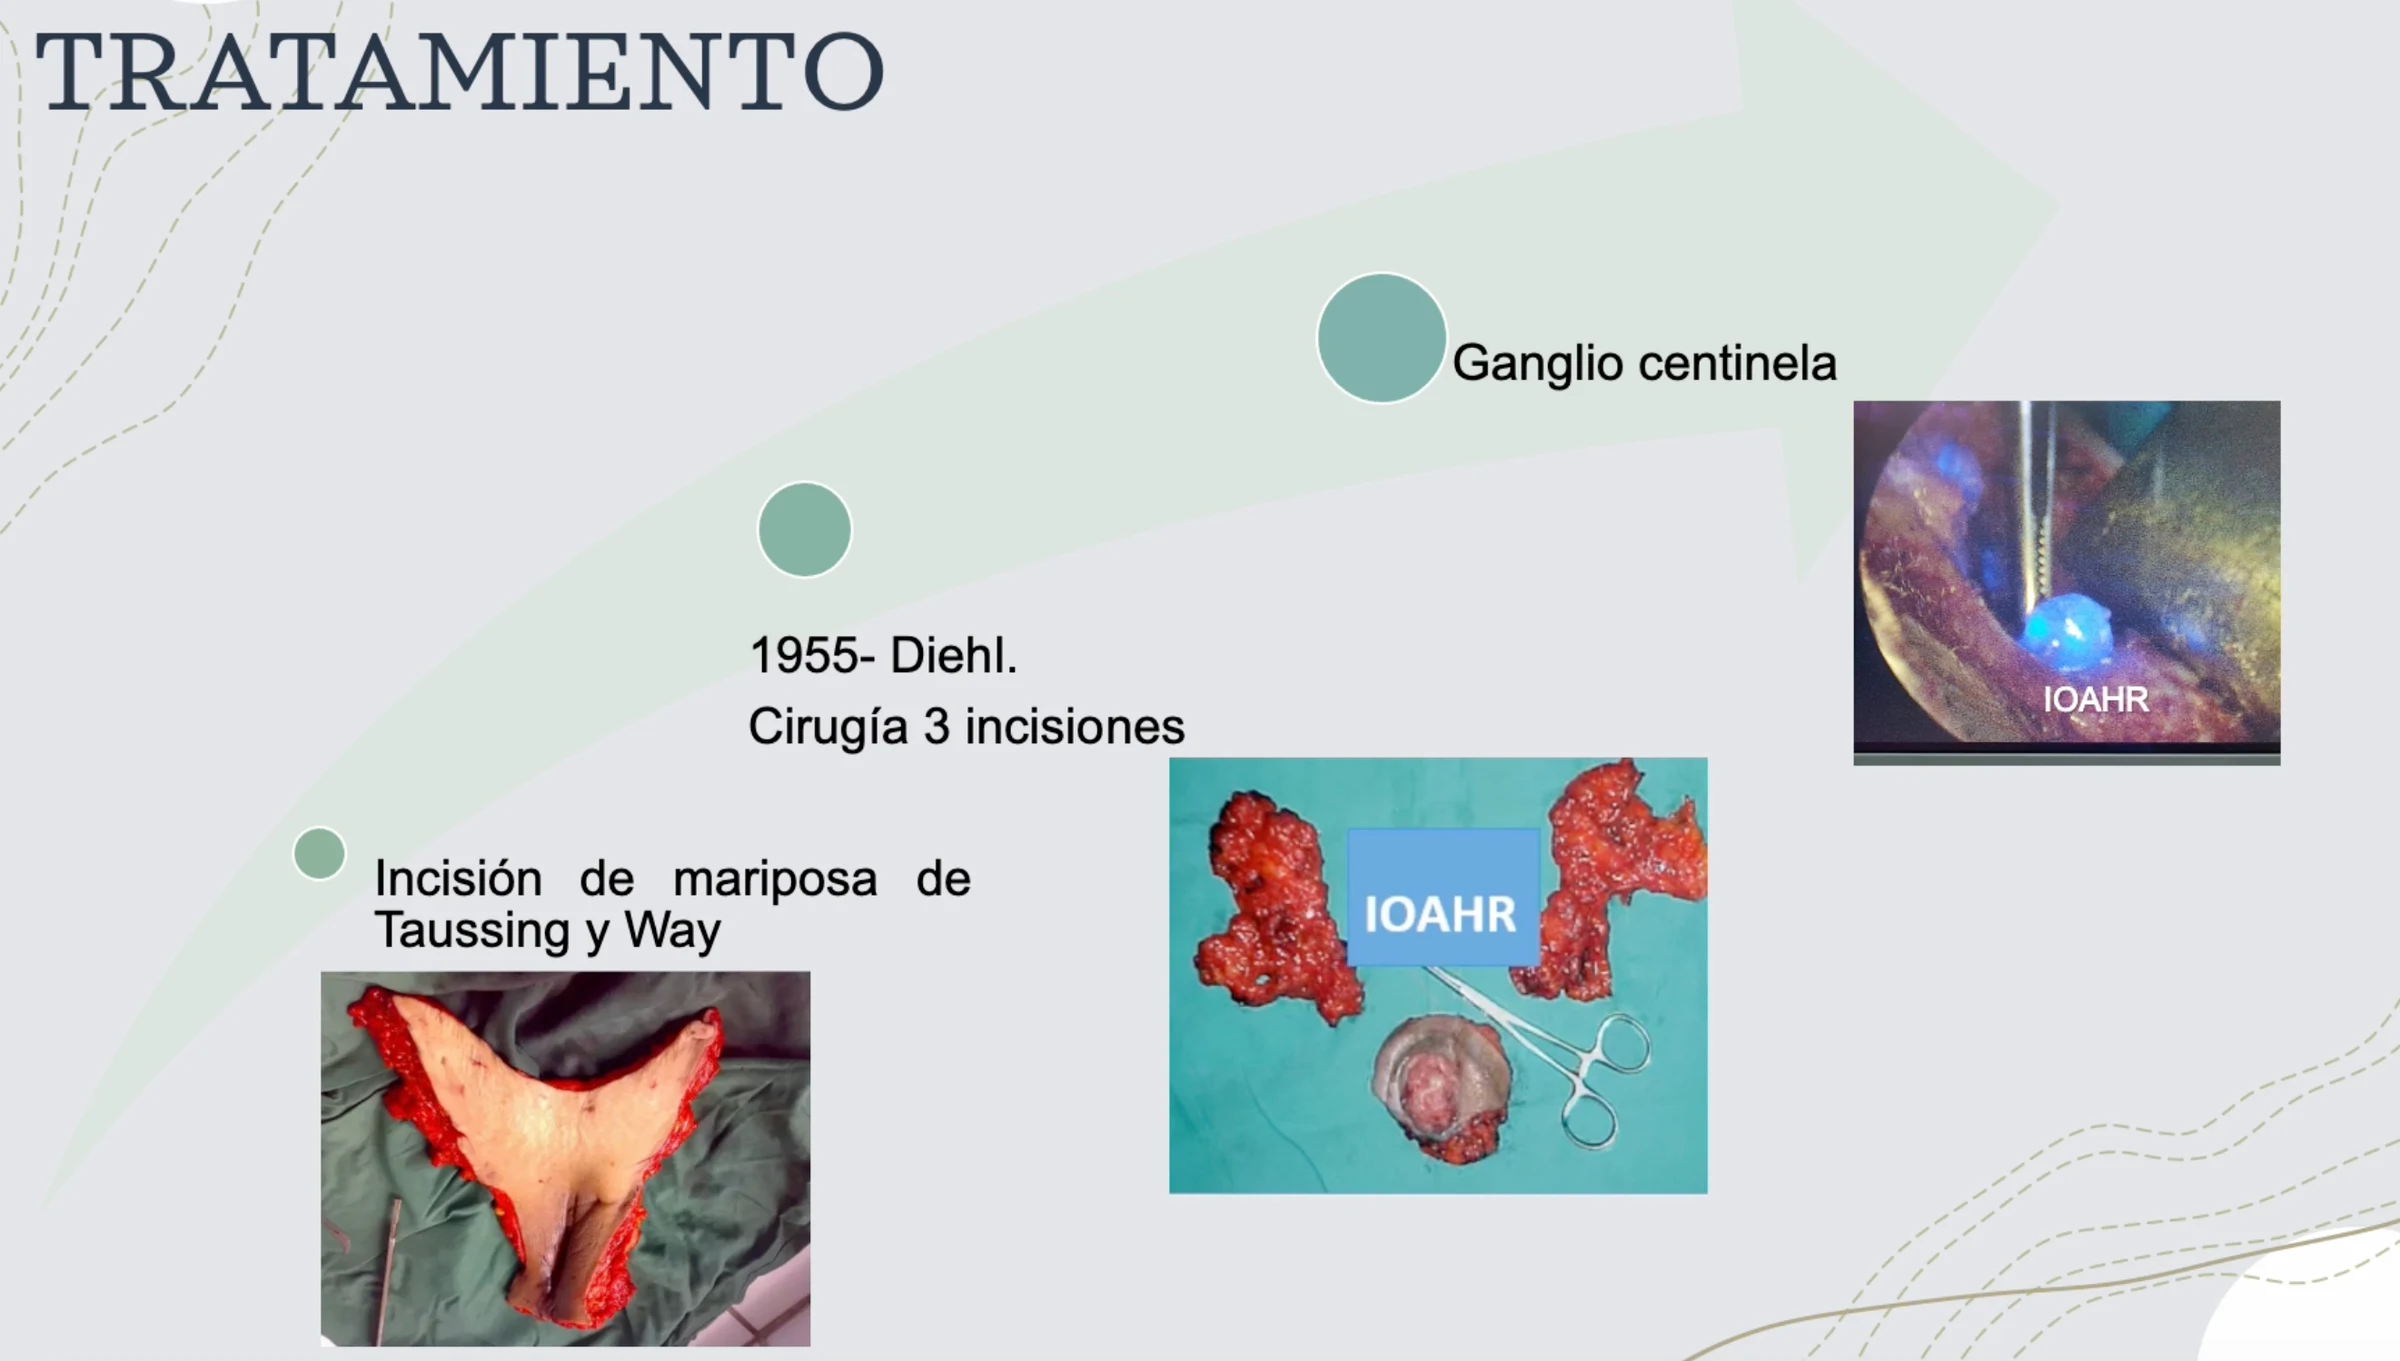 TRATAMIENTO
Ganglio centinela
IOAHR
1955- Diehl.
Cirugía 3 incisiones
IOAHR
Incisión de mariposa de
Taussing y Way